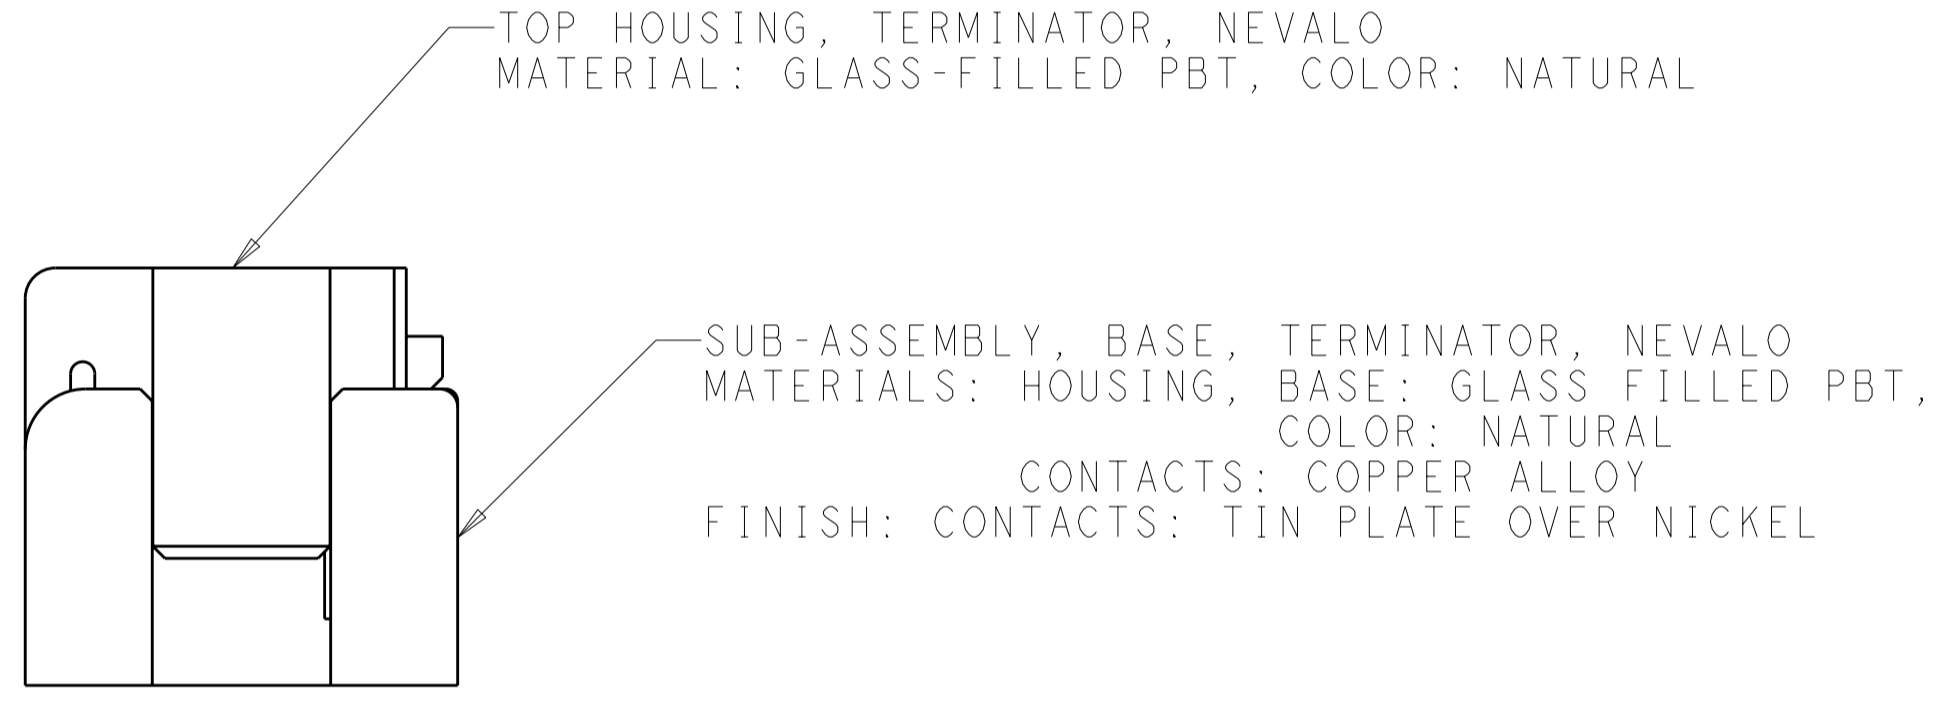 TOP HOUSING, TERMINATOR, NEVALO
MATERIAL: GLASS-FILLED PBT, COLOR: NATURAL
SUB-ASSEMBLY, BASE, TERMINATOR, NEVALO
MATERIALS: HOUSING, BASE: GLASS FILLED PBT,
COLOR: NATURAL
CONTACTS: COPPER ALLOY
FINISH: CONTACTS: TIN PLATE OVER NICKEL